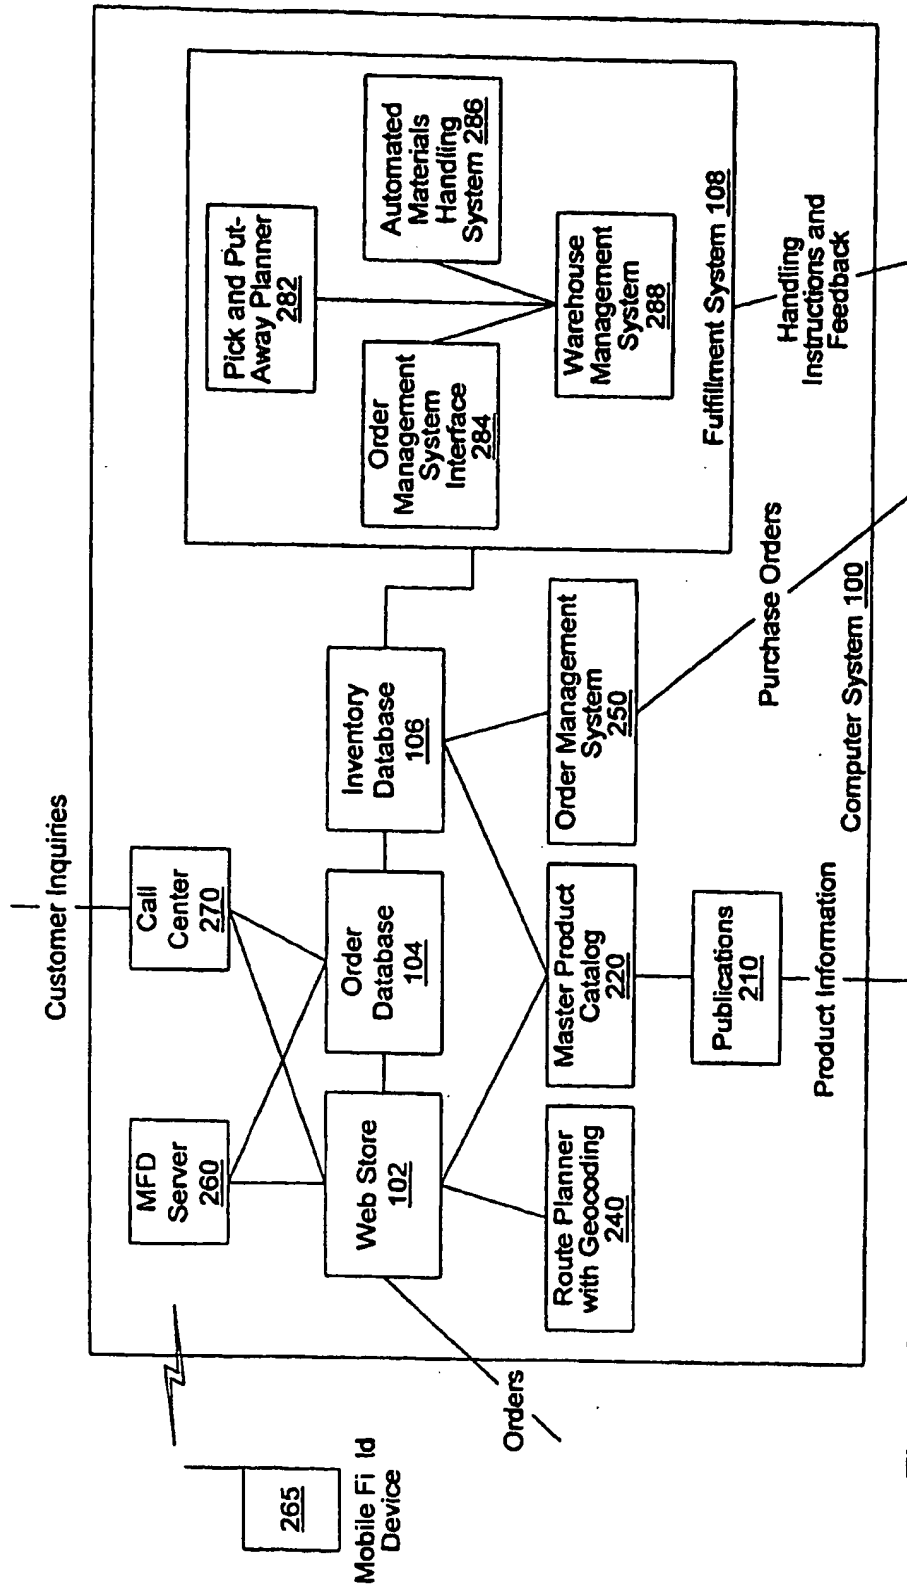 Customer Inquiries
MFD
Server
260
Call
Center
270
265
Mobile Fi ld
Device
Orders
Web Store
102
Order
Database
104
Inventory
Database
106
Route Planner
with Geocoding
240
Master Product
Catalog
220
Order Management
System
250
Publications
210
Product Information
Purchase Orders
Computer System 100
Pick and Put-
Away Planner
282
Order
Management
System
Interface
284
Automated
Materials
Handling
System 286
Warehouse
Management
System
288
Fulfillment System 108
Handling
Instructions and
Feedback